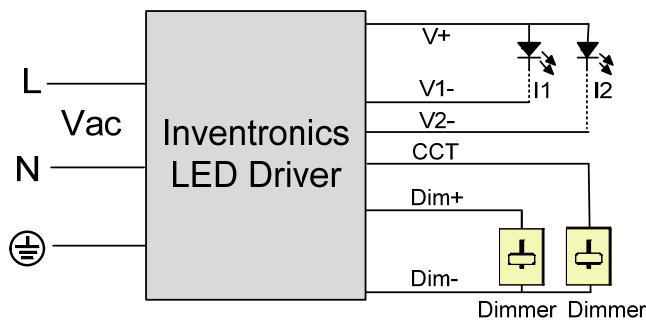 L
Vac
N
Inventronics
LED Driver
V+
V1-
I1
I2
V2-
CCT
Dim+
Dim-
Dimmer
Dimmer